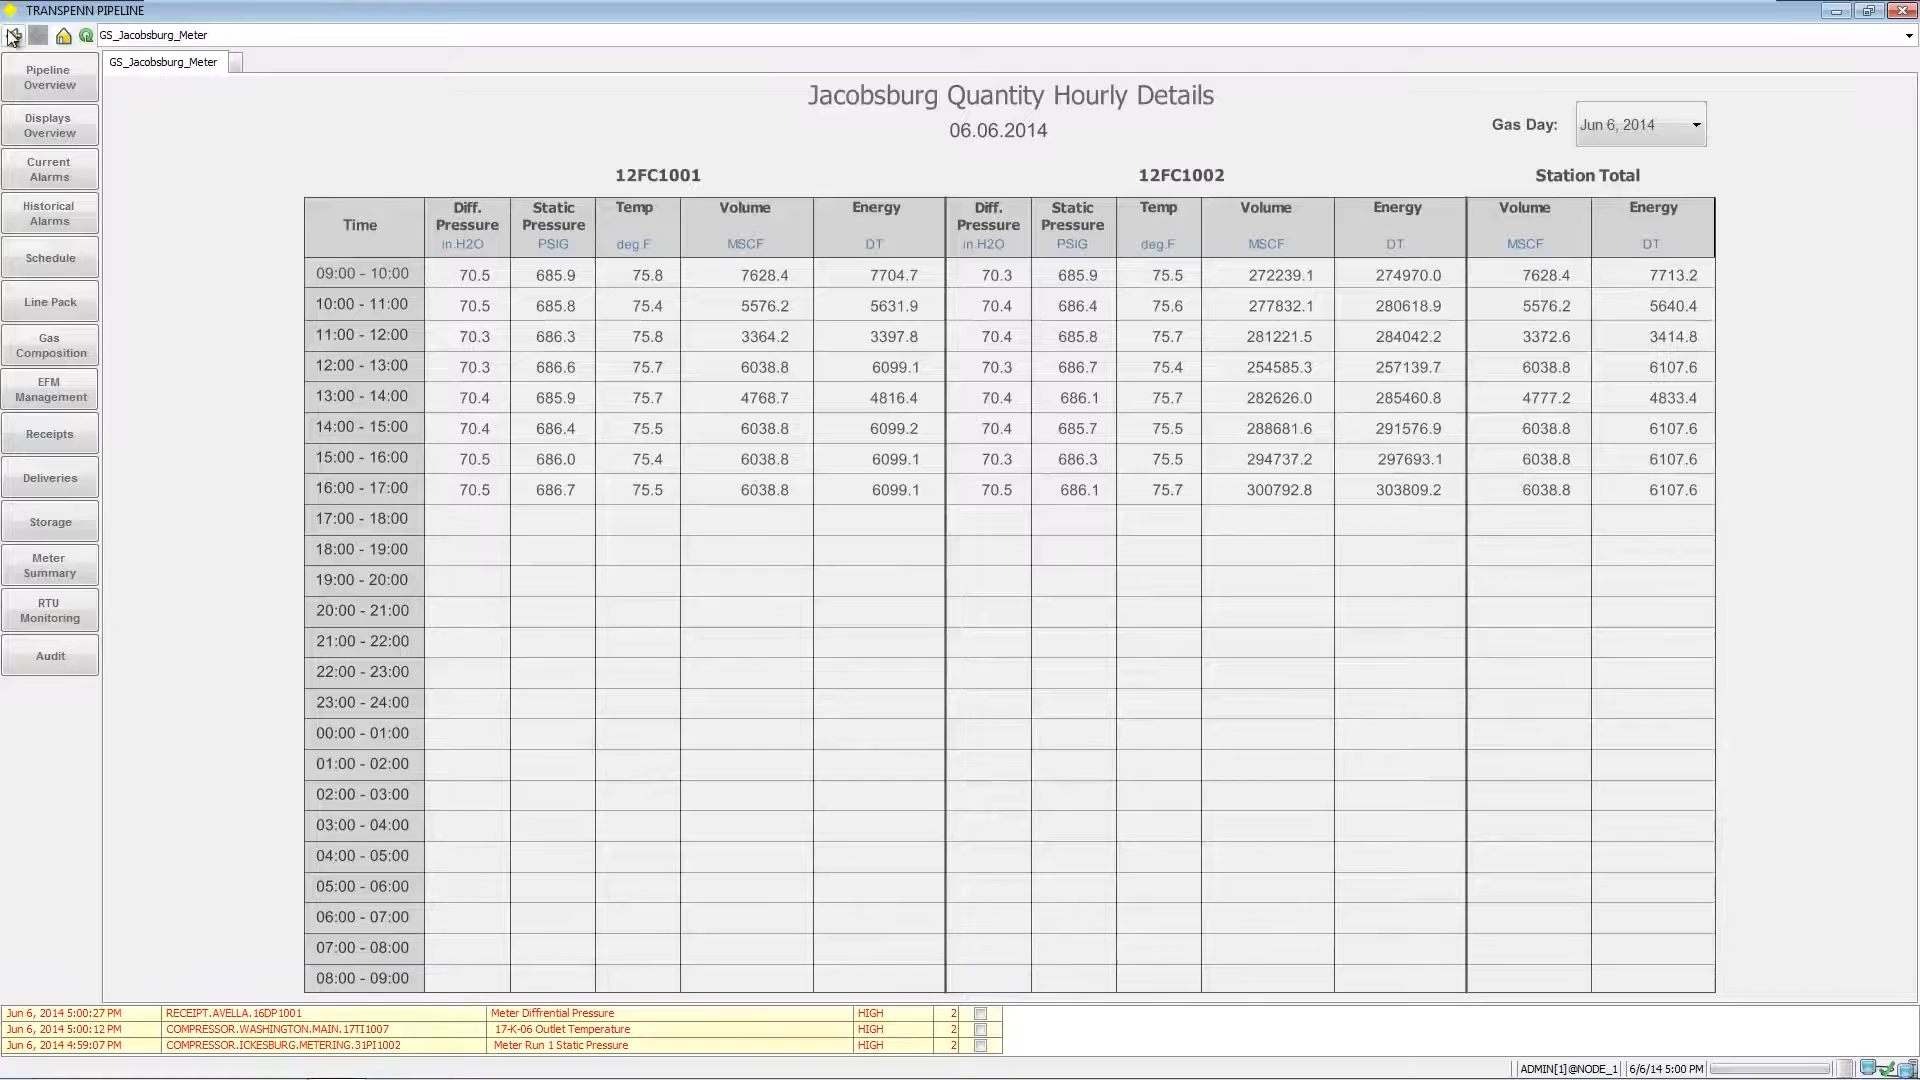 TRANSPENN PIPELINE
GS_Jacobsburg_Meter
GS_Jacobsburg_Meter
Pipeline Overview
Displays Overview
Current Alarms
Historical Alarms
Schedule
Line Pack
Gas Composition
EFM Management
Receipts
Deliveries
Storage
Meter Summary
RTU Monitoring
Audit
Jacobsburg Quantity Hourly Details
06.06.2014
Gas Day: Jun 6, 2014
12FC1001 12FC1002 Station Total
Time Diff. Pressure Static Pressure Temp Volume Energy Diff. Pressure Static Pressure Temp Volume Energy Volume Energy
in.H2O PSIG deg.F MSCF DT in.H2O PSIG deg.F MSCF DT MSCF DT
09:00 - 10:00 70.5 685.9 75.8 7628.4 7704.7 70.3 685.9 75.5 272239.1 274970.0 7628.4 7713.2
10:00 - 11:00 70.5 685.8 75.4 5576.2 5631.9 70.4 686.4 75.6 277832.1 280618.9 5576.2 5640.4
11:00 - 12:00 70.3 686.3 75.8 3364.2 3397.8 70.4 685.8 75.7 281221.5 284042.2 3372.6 3414.8
12:00 - 13:00 70.3 686.6 75.7 6038.8 6099.1 70.3 686.7 75.4 254585.3 257139.7 6038.8 6107.6
13:00 - 14:00 70.4 685.9 75.7 4768.7 4816.4 70.4 686.1 75.7 282626.0 285460.8 4777.2 4833.4
14:00 - 15:00 70.4 686.4 75.5 6038.8 6099.2 70.4 685.7 75.5 288681.6 291576.9 6038.8 6107.6
15:00 - 16:00 70.5 686.0 75.4 6038.8 6099.1 70.3 686.3 75.5 294737.2 297693.1 6038.8 6107.6
16:00 - 17:00 70.5 686.7 75.5 6038.8 6099.1 70.5 686.1 75.7 300792.8 303809.2 6038.8 6107.6
17:00 - 18:00
18:00 - 19:00
19:00 - 20:00
20:00 - 21:00
21:00 - 22:00
22:00 - 23:00
23:00 - 24:00
00:00 - 01:00
01:00 - 02:00
02:00 - 03:00
03:00 - 04:00
04:00 - 05:00
05:00 - 06:00
06:00 - 07:00
07:00 - 08:00
08:00 - 09:00
Jun 6, 2014 5:00:27 PM RECEIPT.AVELLA.16DP1001 Meter Diffrential Pressure HIGH 2
Jun 6, 2014 5:00:12 PM COMPRESSOR.WASHINGTON.MAIN.17TI1007 17-K-06 Outlet Temperature HIGH 2
Jun 6, 2014 4:59:07 PM COMPRESSOR.ICKESBURG.METERING.31PI1002 Meter Run 1 Static Pressure HIGH 2
ADMIN[1]@NODE_1 6/6/14 5:00 PM